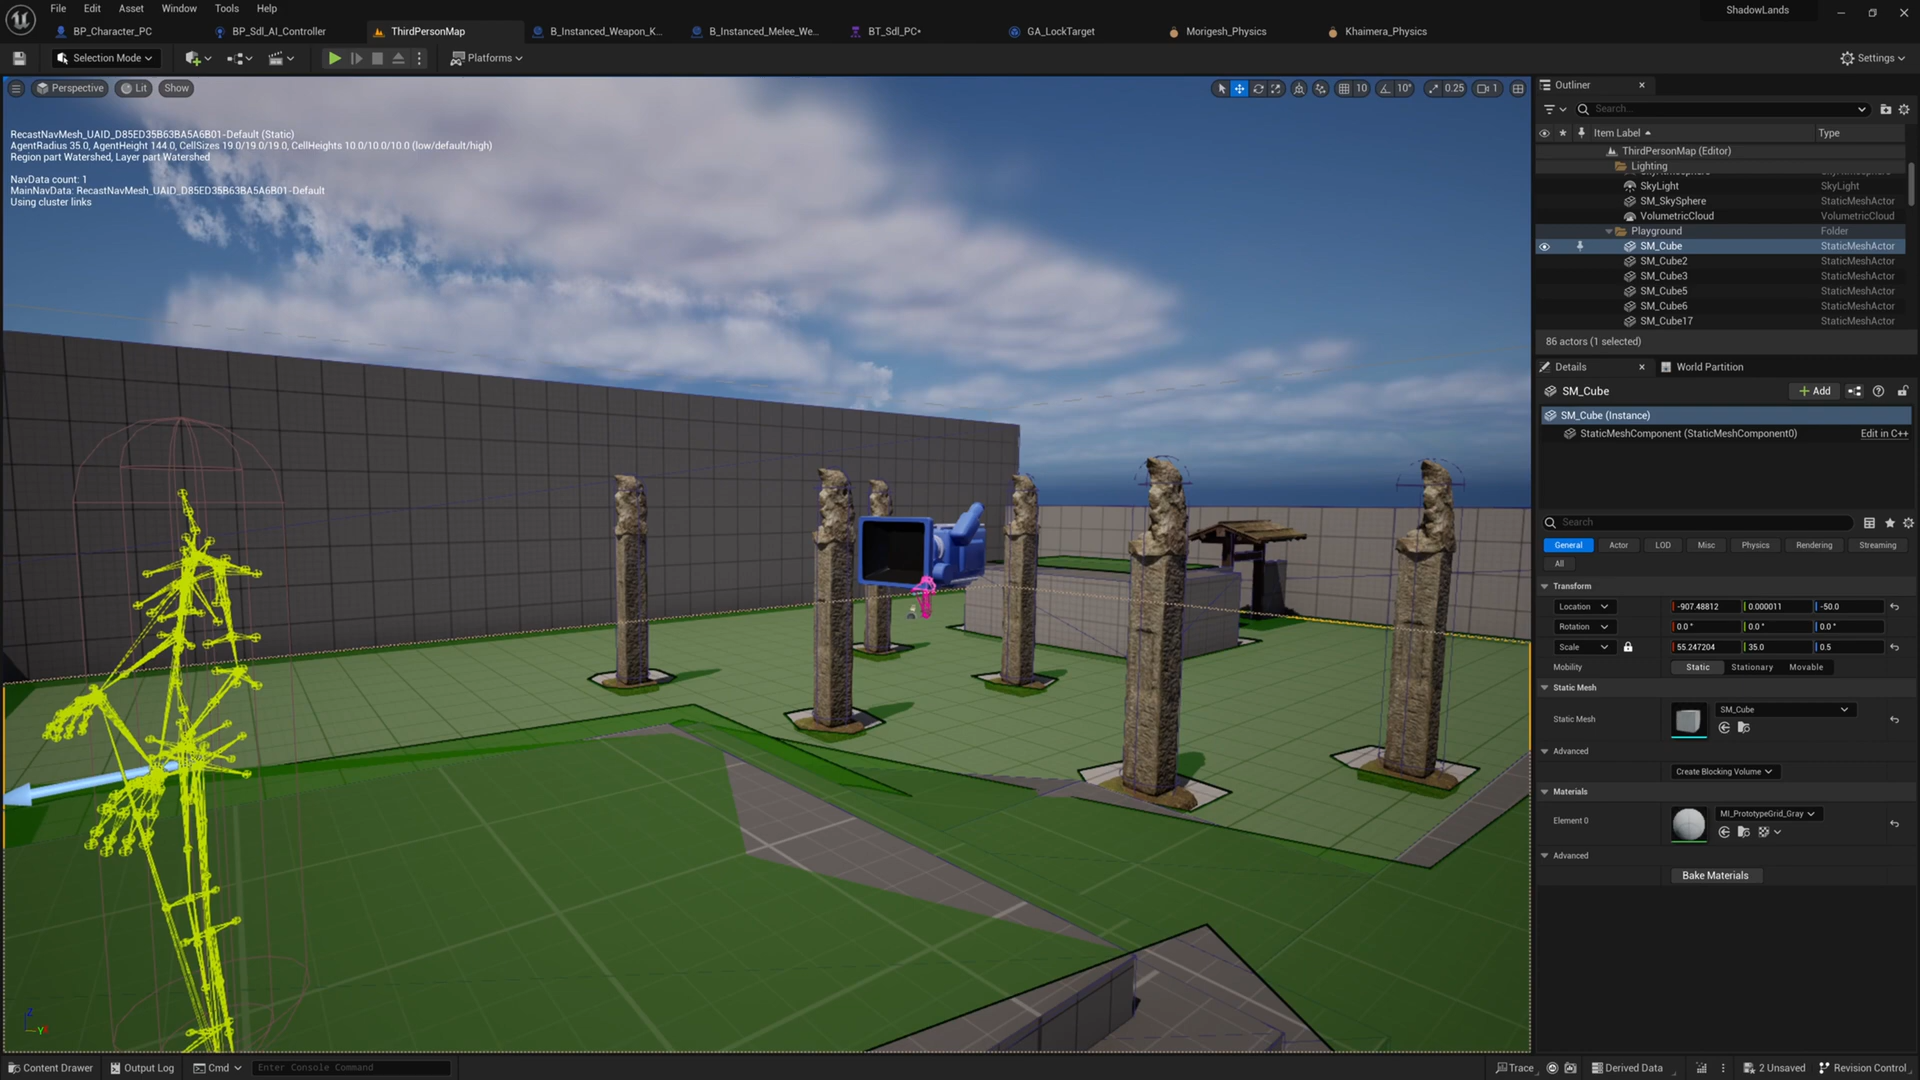 File Edit Asset Window Tools Help
ShadowLands
BP_Character_PC
BP_Sdl_AI_Controller
ThirdPersonMap
B_Instanced_Weapon_K...
B_Instanced_Melee_We...
BT_Sdl_PC*
GA_LockTarget
Morigesh_Physics
Khaimera_Physics
Selection Mode
Platforms
Settings
Perspective
Lit
Show
10
10°
0.25
1
RecastNavMesh_UAID_D85ED35B63BA5A6B01-Default (Static)
AgentRadius 35.0, AgentHeight 144.0, CellSizes 19.0/19.0/19.0, CellHeights 10.0/10.0/10.0 (low/default/high)
Region part Watershed, Layer part Watershed
NavData count: 1
MainNavData: RecastNavMesh_UAID_D85ED35B63BA5A6B01-Default
Using cluster links
Outliner
Search...
Item Label Type
ThirdPersonMap (Editor)
Lighting
SkyLight SkyLight
SM_SkySphere StaticMeshActor
VolumetricCloud VolumetricCloud
Playground Folder
SM_Cube StaticMeshActor
SM_Cube2 StaticMeshActor
SM_Cube3 StaticMeshActor
SM_Cube5 StaticMeshActor
SM_Cube6 StaticMeshActor
SM_Cube17 StaticMeshActor
86 actors (1 selected)
Details
World Partition
SM_Cube
Add
SM_Cube (Instance)
StaticMeshComponent (StaticMeshComponent0) Edit in C++
Search
General Actor LOD Misc Physics Rendering Streaming
All
Transform
Location -907.48812 0.000011 -50.0
Rotation 0.0° 0.0° 0.0°
Scale 55.247204 35.0 0.5
Mobility Static Stationary Movable
Static Mesh
Static Mesh SM_Cube
Advanced
Create Blocking Volume
Materials
Element 0 MI_PrototypeGrid_Gray
Advanced
Bake Materials
Z
Y
Content Drawer
Output Log
Cmd
Enter Console Command
Trace
Derived Data
2 Unsaved
Revision Control